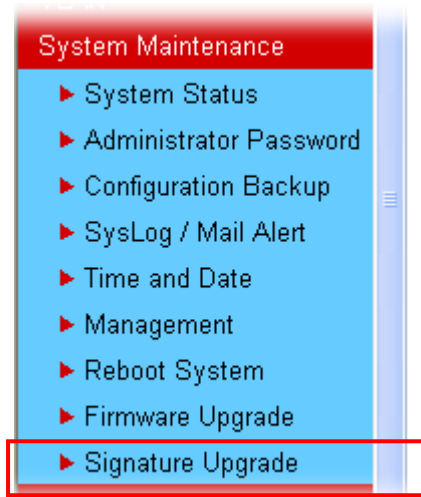 System Maintenance
System Status
Administrator Password
Configuration Backup
SysLog / Mail Alert
Time and Date
Management
Reboot System
Firmware Upgrade
Signature Upgrade